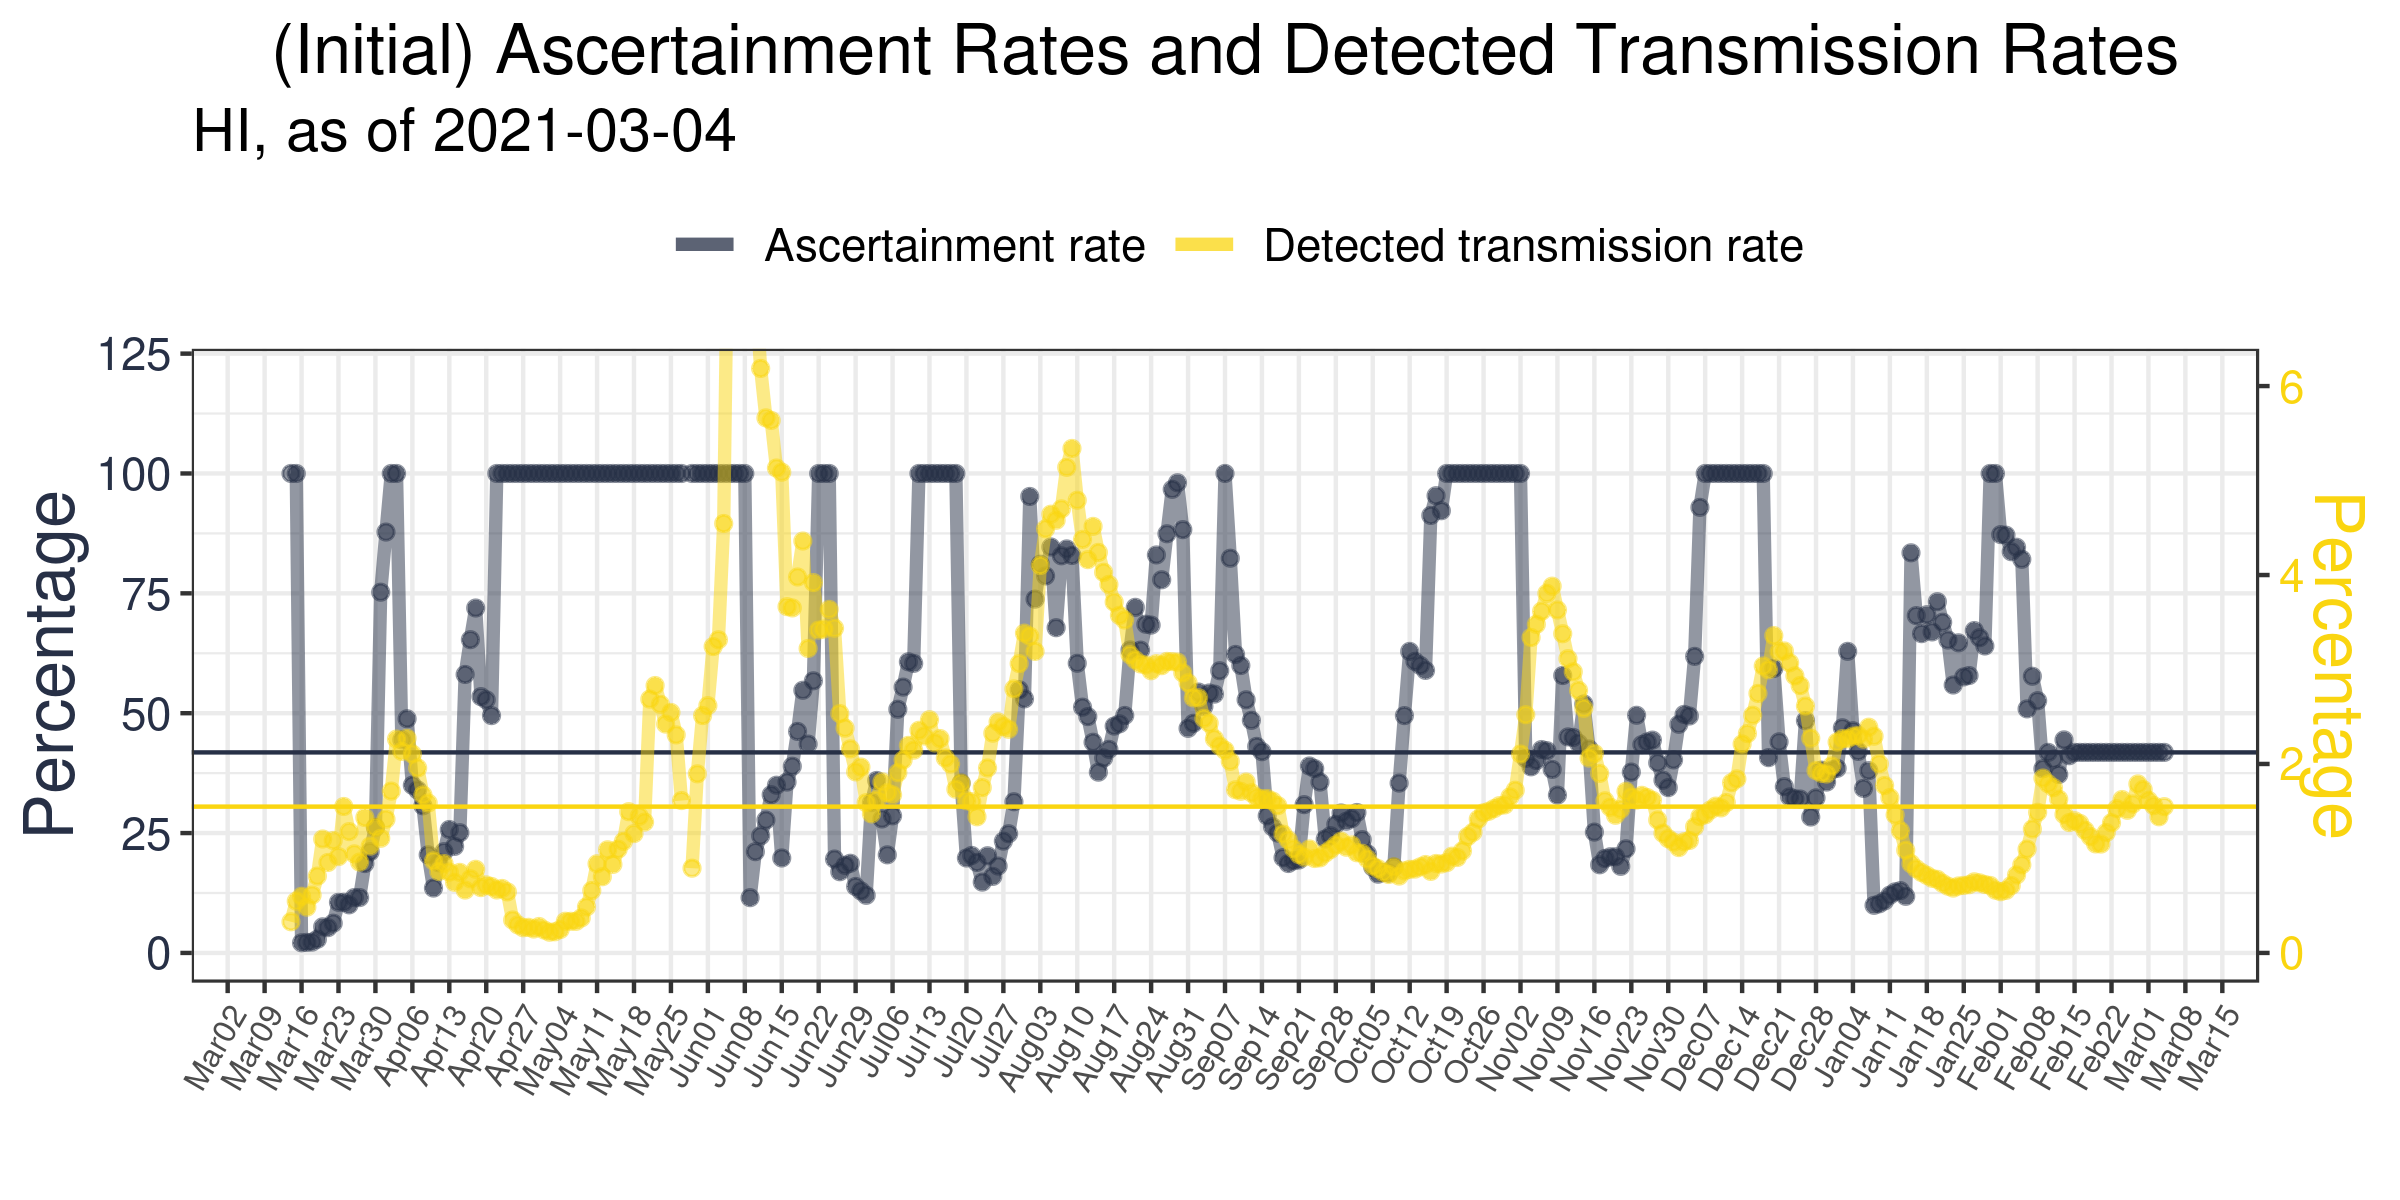 (Initial) Ascertainment Rates and Detected Transmission Rates
HI, as of 2021-03-04
Ascertainment rate
Detected transmission rate
125
100
75
50
25
0
Percentage
6
4
2
0
Percentage
Mar02
Mar09
Mar16
Mar23
Mar30
Apr06
Apr13
Apr20
Apr27
May04
May11
May18
May25
Jun01
Jun08
Jun15
Jun22
Jun29
Jul06
Jul13
Jul20
Jul27
Aug03
Aug10
Aug17
Aug24
Aug31
Sep07
Sep14
Sep21
Sep28
Oct05
Oct12
Oct19
Oct26
Nov02
Nov09
Nov16
Nov23
Nov30
Dec07
Dec14
Dec21
Dec28
Jan04
Jan11
Jan18
Jan25
Feb01
Feb08
Feb15
Feb22
Mar01
Mar08
Mar15